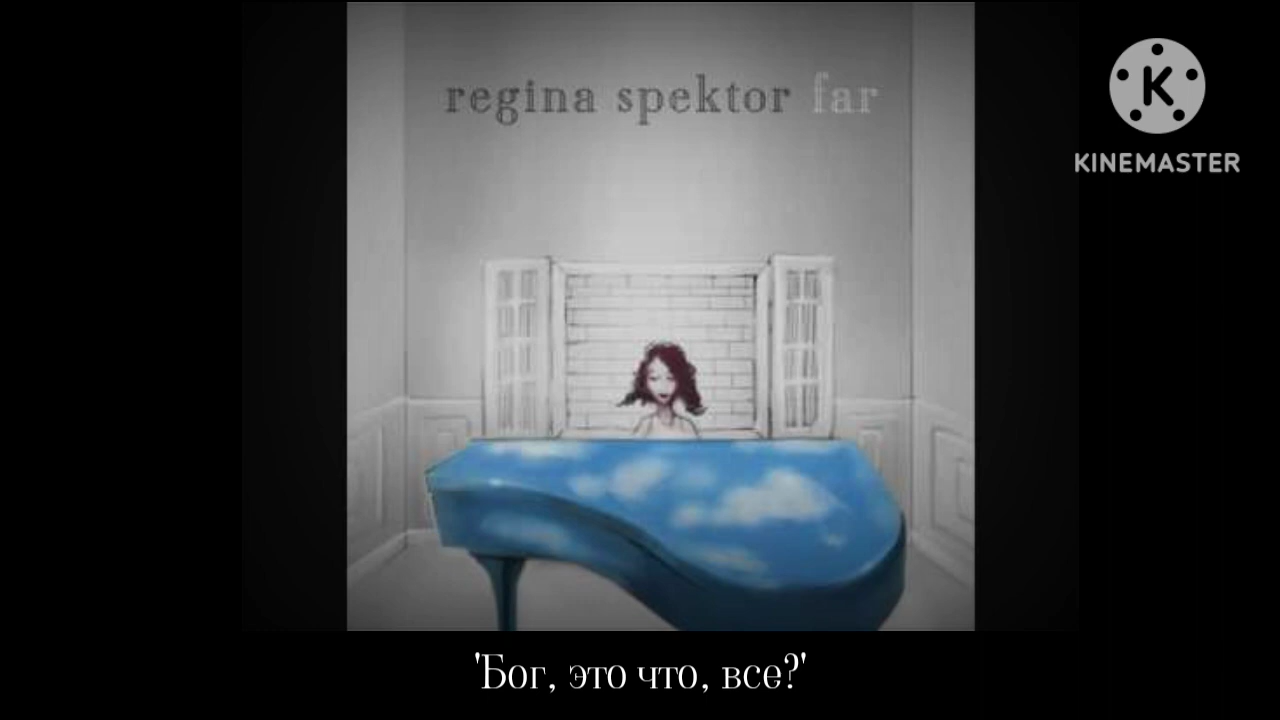 regina spektor far
K
KINEMASTER
'Бог, это что, все?'